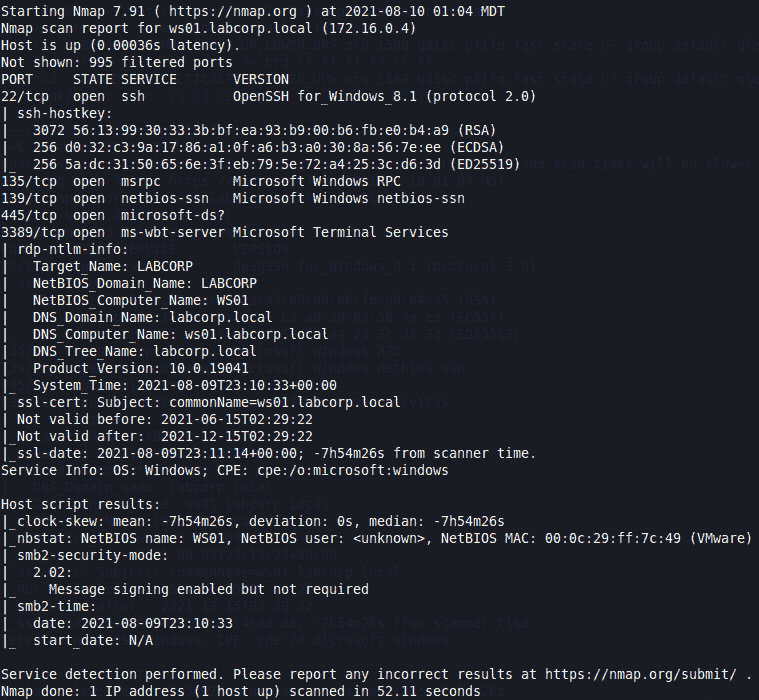 Starting Nmap 7.91 ( https://nmap.org ) at 2021-08-10 01:04 MDT
Nmap scan report for ws01.labcorp.local (172.16.0.4)
Host is up (0.00036s latency).
Not shown: 995 filtered ports
PORT     STATE SERVICE       VERSION
22/tcp   open  ssh           OpenSSH for_Windows_8.1 (protocol 2.0)
| ssh-hostkey:
|   3072 56:13:99:30:33:3b:bf:ea:93:b9:00:b6:fb:e0:b4:a9 (RSA)
|   256 d0:32:c3:9a:17:86:a1:0f:a6:b3:a0:30:8a:56:7e:ee (ECDSA)
|_  256 5a:dc:31:50:65:6e:3f:eb:79:5e:72:a4:25:3c:d6:3d (ED25519)
135/tcp  open  msrpc         Microsoft Windows RPC
139/tcp  open  netbios-ssn   Microsoft Windows netbios-ssn
445/tcp  open  microsoft-ds?
3389/tcp open  ms-wbt-server Microsoft Terminal Services
| rdp-ntlm-info:
|   Target_Name: LABCORP
|   NetBIOS_Domain_Name: LABCORP
|   NetBIOS_Computer_Name: WS01
|   DNS_Domain_Name: labcorp.local
|   DNS_Computer_Name: ws01.labcorp.local
|   DNS_Tree_Name: labcorp.local
|   Product_Version: 10.0.19041
|_  System_Time: 2021-08-09T23:10:33+00:00
| ssl-cert: Subject: commonName=ws01.labcorp.local
| Not valid before: 2021-06-15T02:29:22
|_Not valid after:  2021-12-15T02:29:22
|_ssl-date: 2021-08-09T23:11:14+00:00; -7h54m26s from scanner time.
Service Info: OS: Windows; CPE: cpe:/o:microsoft:windows
Host script results:
|_clock-skew: mean: -7h54m26s, deviation: 0s, median: -7h54m26s
|_nbstat: NetBIOS name: WS01, NetBIOS user: <unknown>, NetBIOS MAC: 00:0c:29:ff:7c:49 (VMware)
| smb2-security-mode:
|   2.02:
|_    Message signing enabled but not required
| smb2-time:
|   date: 2021-08-09T23:10:33
|_  start_date: N/A
Service detection performed. Please report any incorrect results at https://nmap.org/submit/ .
Nmap done: 1 IP address (1 host up) scanned in 52.11 seconds